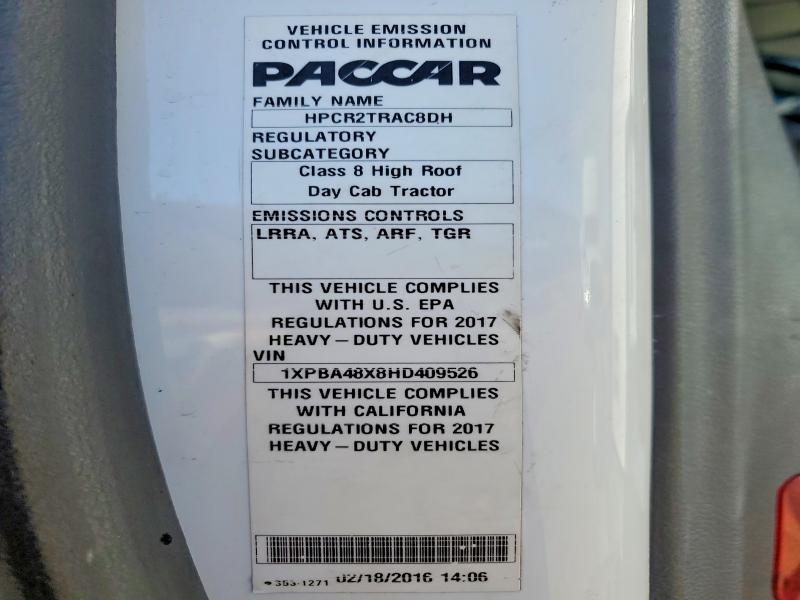 VEHICLE EMISSION
CONTROL INFORMATION
PACCAR
FAMILY NAME
HPCR2TRAC8DH
REGULATORY
SUBCATEGORY
Class 8 High Roof
Day Cab Tractor
EMISSIONS CONTROLS
LRRA, ATS, ARF, TGR
THIS VEHICLE COMPLIES
WITH U.S. EPA
REGULATIONS FOR 2017
HEAVY-DUTY VEHICLES
VIN
1XPBA48X8HD409526
THIS VEHICLE COMPLIES
WITH CALIFORNIA
REGULATIONS FOR 2017
HEAVY-DUTY VEHICLES
353-1271 02/18/2016 14:06